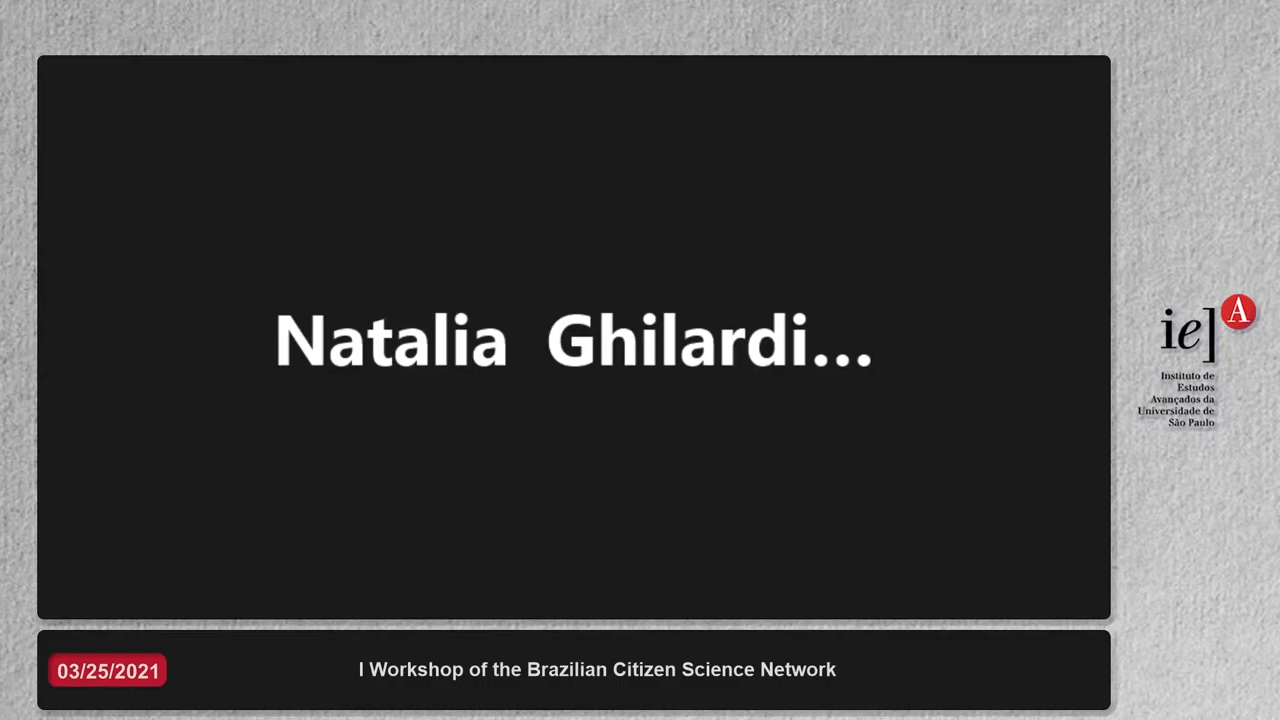 Natalia Ghilardi...
ie]A
Instituto de
Estudos
Avançados da
Universidade de
São Paulo
03/25/2021
I Workshop of the Brazilian Citizen Science Network